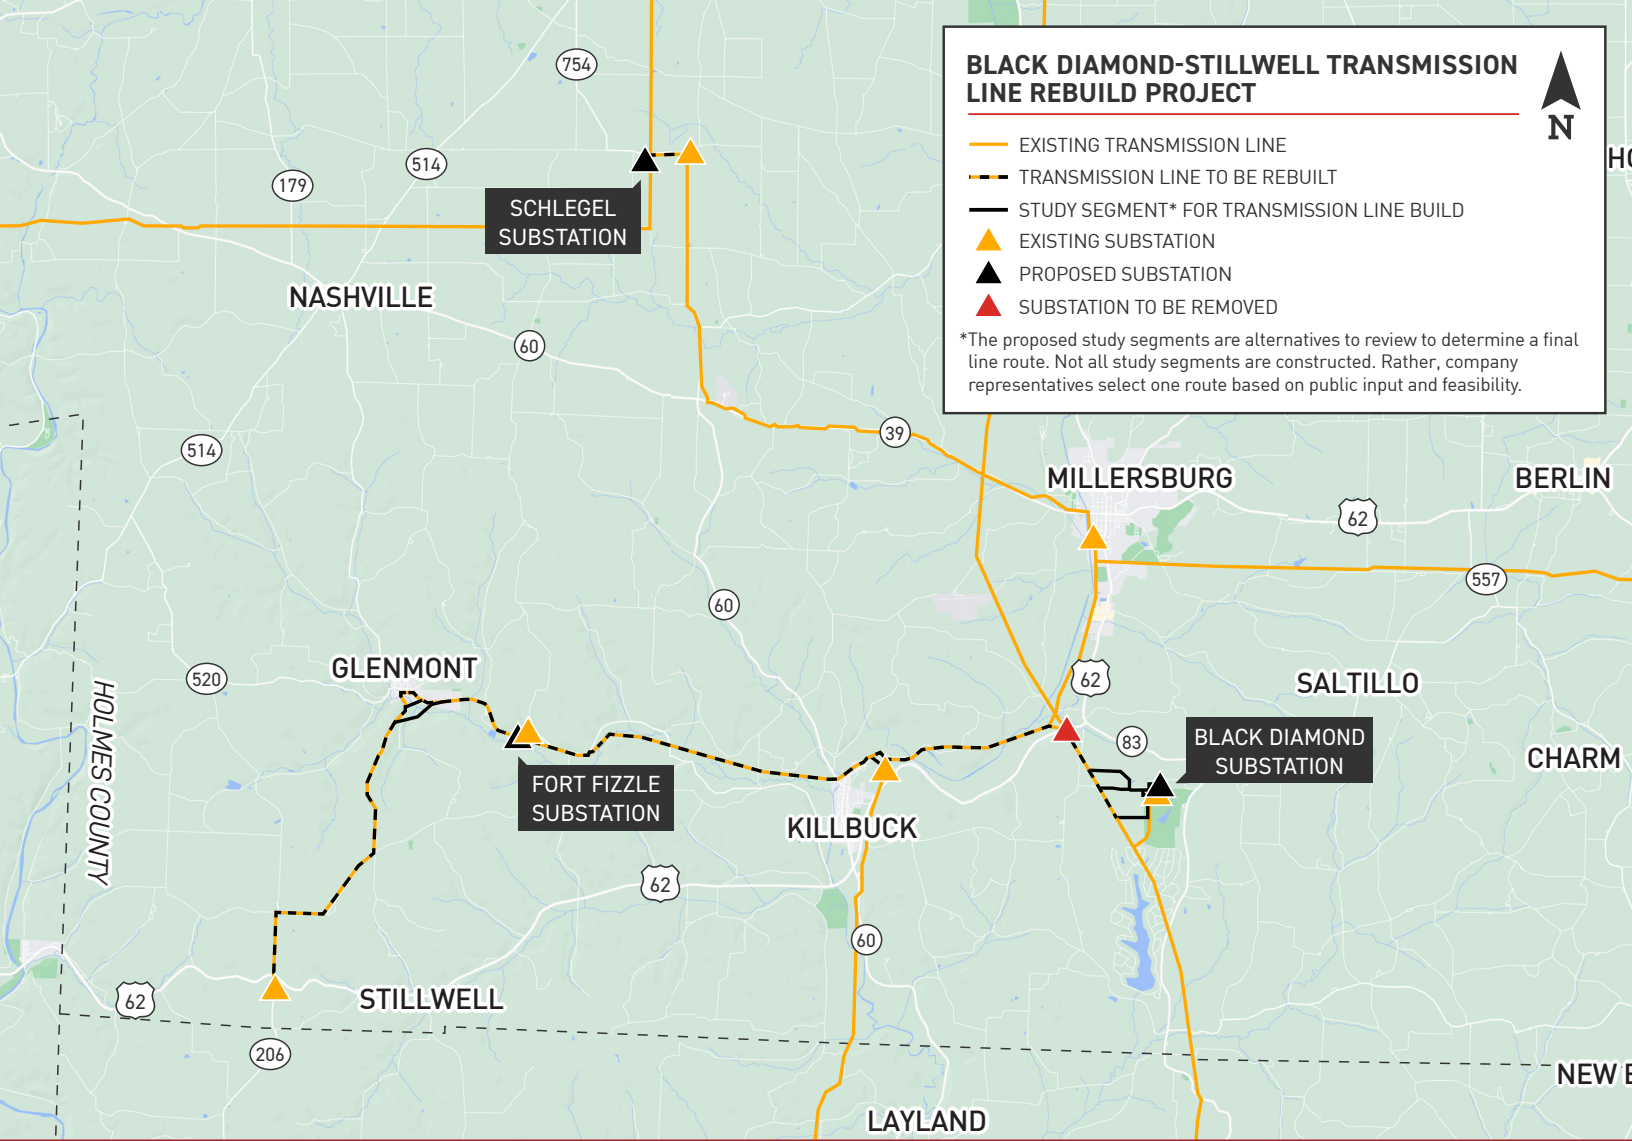 BLACK DIAMOND-STILLWELL TRANSMISSION
LINE REBUILD PROJECT
N
EXISTING TRANSMISSION LINE
TRANSMISSION LINE TO BE REBUILT
STUDY SEGMENT* FOR TRANSMISSION LINE BUILD
EXISTING SUBSTATION
PROPOSED SUBSTATION
SUBSTATION TO BE REMOVED
*The proposed study segments are alternatives to review to determine a final
line route. Not all study segments are constructed. Rather, company
representatives select one route based on public input and feasibility.
754
514
179
SCHLEGEL
SUBSTATION
NASHVILLE
60
39
514
MILLERSBURG
BERLIN
62
557
60
GLENMONT
520
62
SALTILLO
HOLMES COUNTY
83
BLACK DIAMOND
SUBSTATION
CHARM
FORT FIZZLE
SUBSTATION
KILLBUCK
62
60
62
STILLWELL
206
NEW
LAYLAND